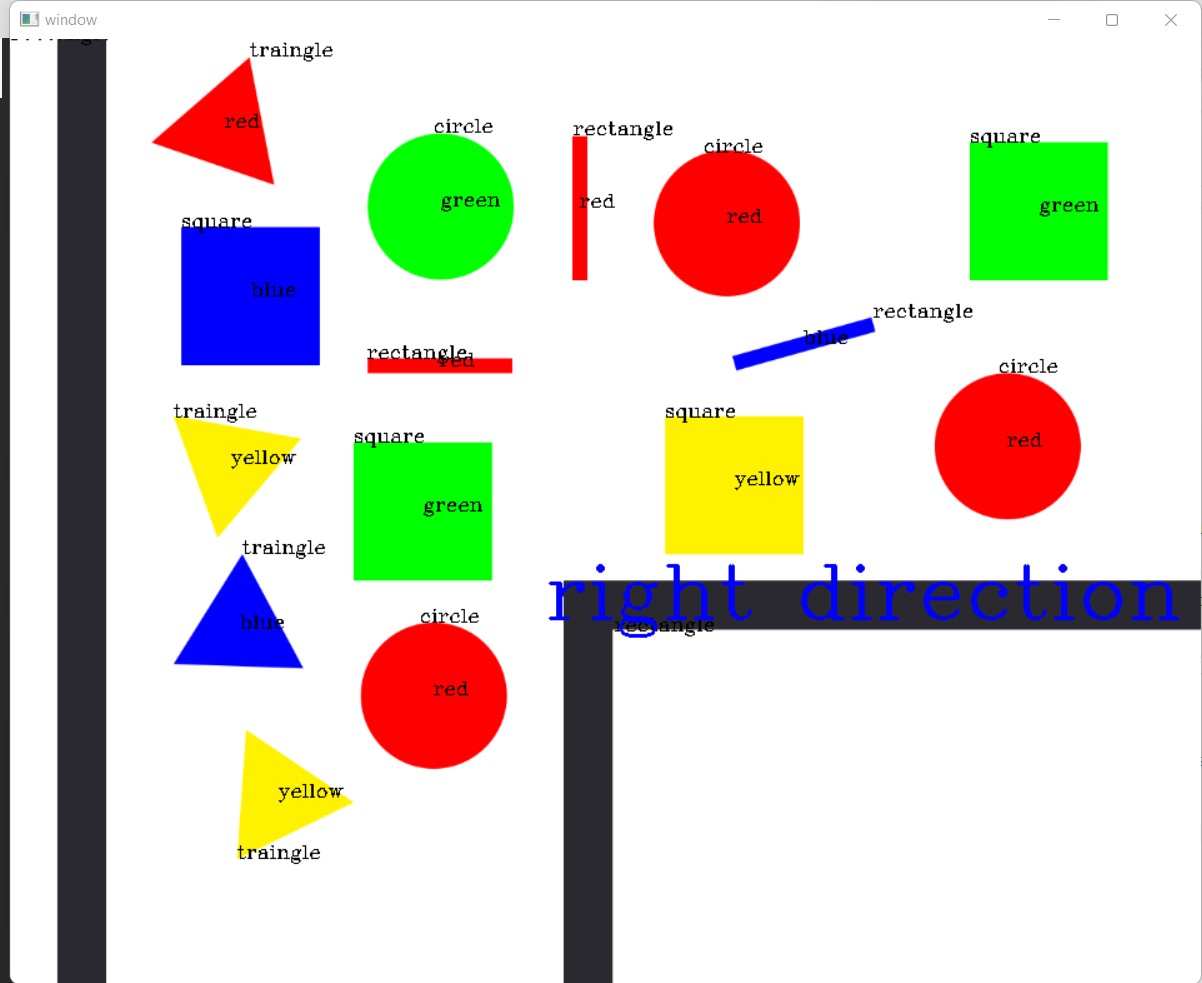 window
traingle
red
circle
green
rectangle
red
circle
red
square
green
square
blue
rectangle
blue
rectangle
red
circle
red
traingle
yellow
square
green
square
yellow
traingle
blue
right direction
rectangle
circle
red
traingle
yellow